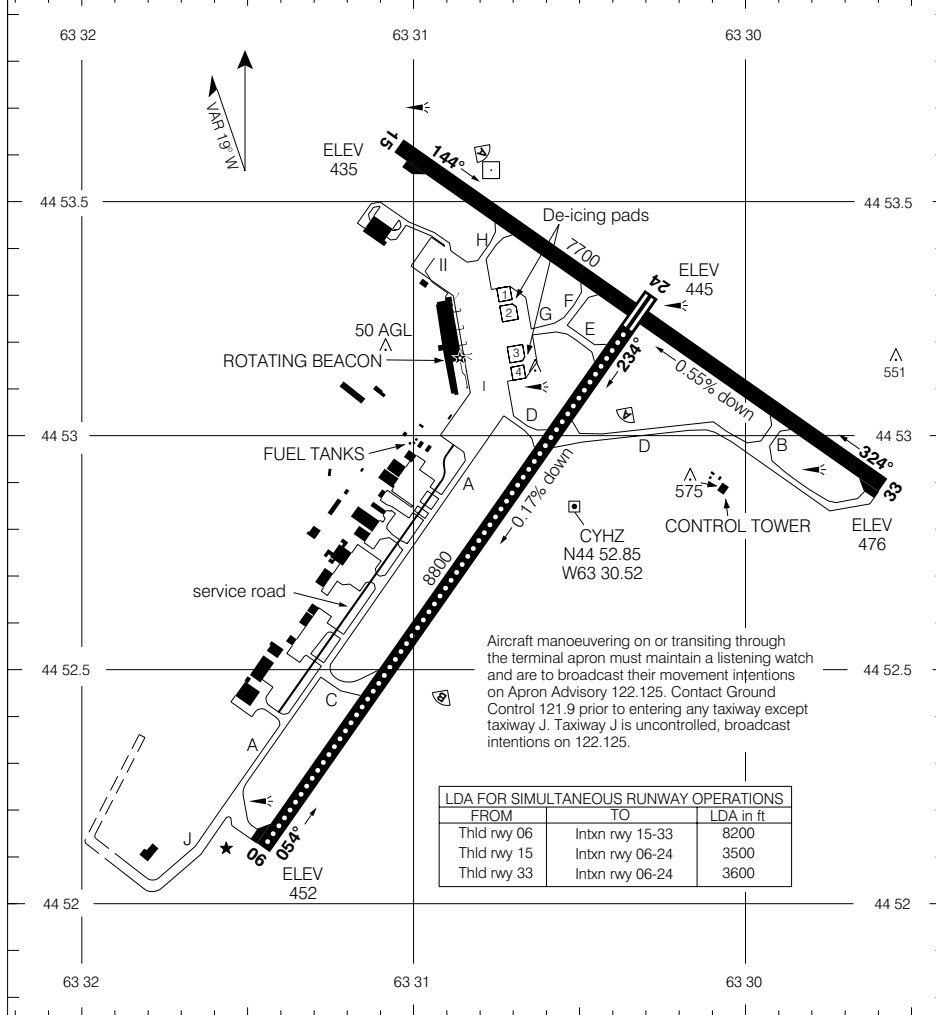 63 32
63 31
63 30
VAR 19° W
15
ELEV
435
144°
A
44 53.5
44 53.5
De-icing pads
H
II
7700
ELEV
445
24
1
2
F
G
E
50 AGL
ROTATING BEACON
3
4
234°
0.55% down
551
I
D
A
44 53
44 53
D
B
FUEL TANKS
324°
33
A
575
0.17% down
CONTROL TOWER
ELEV
476
CYHZ
N44 52.85
W63 30.52
8800
service road
Aircraft manoeuvering on or transiting through
the terminal apron must maintain a listening watch
and are to broadcast their movement intentions
on Apron Advisory 122.125. Contact Ground
Control 121.9 prior to entering any taxiway except
taxiway J. Taxiway J is uncontrolled, broadcast
intentions on 122.125.
44 52.5
44 52.5
C
B
A
J
06
054°
ELEV
452
LDA FOR SIMULTANEOUS RUNWAY OPERATIONS
FROM TO LDA in ft
Thld rwy 06 Intxn rwy 15-33 8200
Thld rwy 15 Intxn rwy 06-24 3500
Thld rwy 33 Intxn rwy 06-24 3600
44 52
44 52
63 32
63 31
63 30